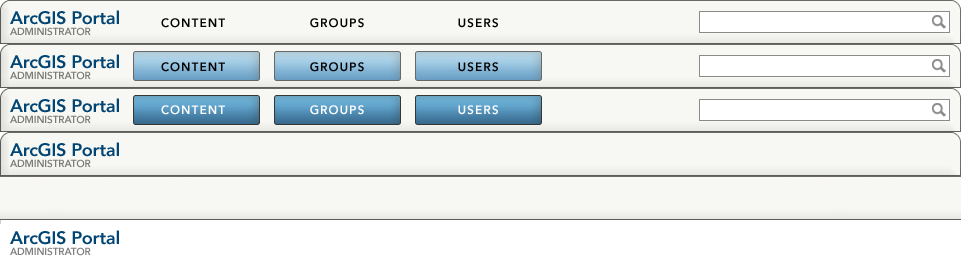 ArcGIS Portal CONTENT GROUPS USERS
ADMINISTRATOR
ArcGIS Portal CONTENT GROUPS USERS
ADMINISTRATOR
ArcGIS Portal CONTENT GROUPS USERS
ADMINISTRATOR
ArcGIS Portal
ADMINISTRATOR
ArcGIS Portal
ADMINISTRATOR